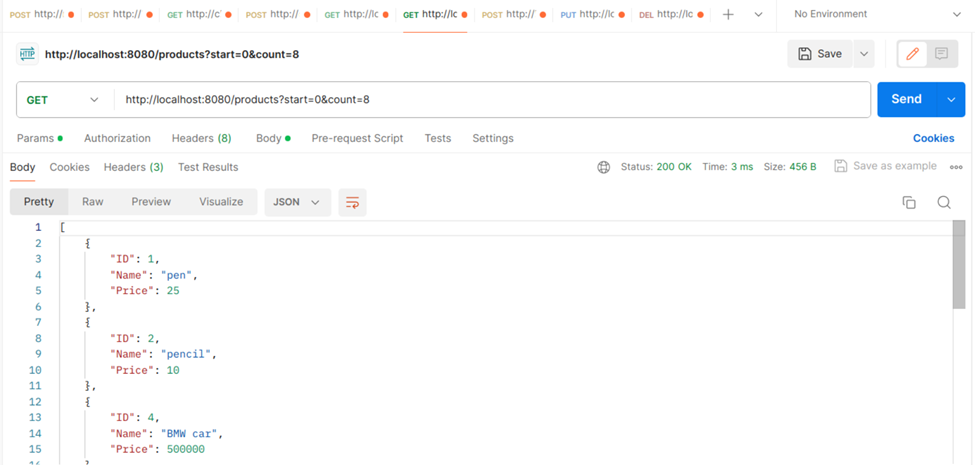 POST http:/ POST http:// GET http://c POST http:// GET http://lc GET http://lc POST http:// PUT http://lc DEL http://lc No Environment
HTTP http://localhost:8080/products?start=0&count=8 Save
GET http://localhost:8080/products?start=0&count=8 Send
Params Authorization Headers (8) Body Pre-request Script Tests Settings Cookies
Body Cookies Headers (3) Test Results Status: 200 OK Time: 3 ms Size: 456 B Save as example
Pretty Raw Preview Visualize JSON
1 [
2 {
3 "ID": 1,
4 "Name": "pen",
5 "Price": 25
6 },
7 {
8 "ID": 2,
9 "Name": "pencil",
10 "Price": 10
11 },
12 {
13 "ID": 4,
14 "Name": "BMW car",
15 "Price": 500000